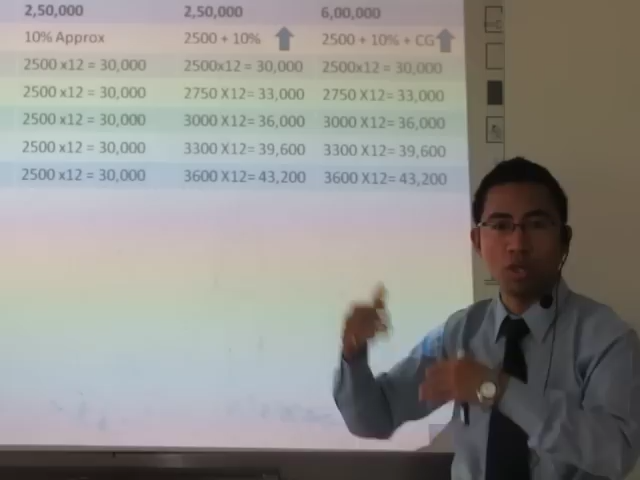 2,50,000 2,50,000 6,00,000
10% Approx 2500 + 10% 2500 + 10% + CG
2500 x12 = 30,000 2500x12 = 30,000 2500x12 = 30,000
2500 x12 = 30,000 2750 X12= 33,000 2750 X12= 33,000
2500 x12 = 30,000 3000 X12= 36,000 3000 X12= 36,000
2500 x12 = 30,000 3300 X12= 39,600 3300 X12= 39,600
2500 x12 = 30,000 3600 X12= 43,200 3600 X12= 43,200